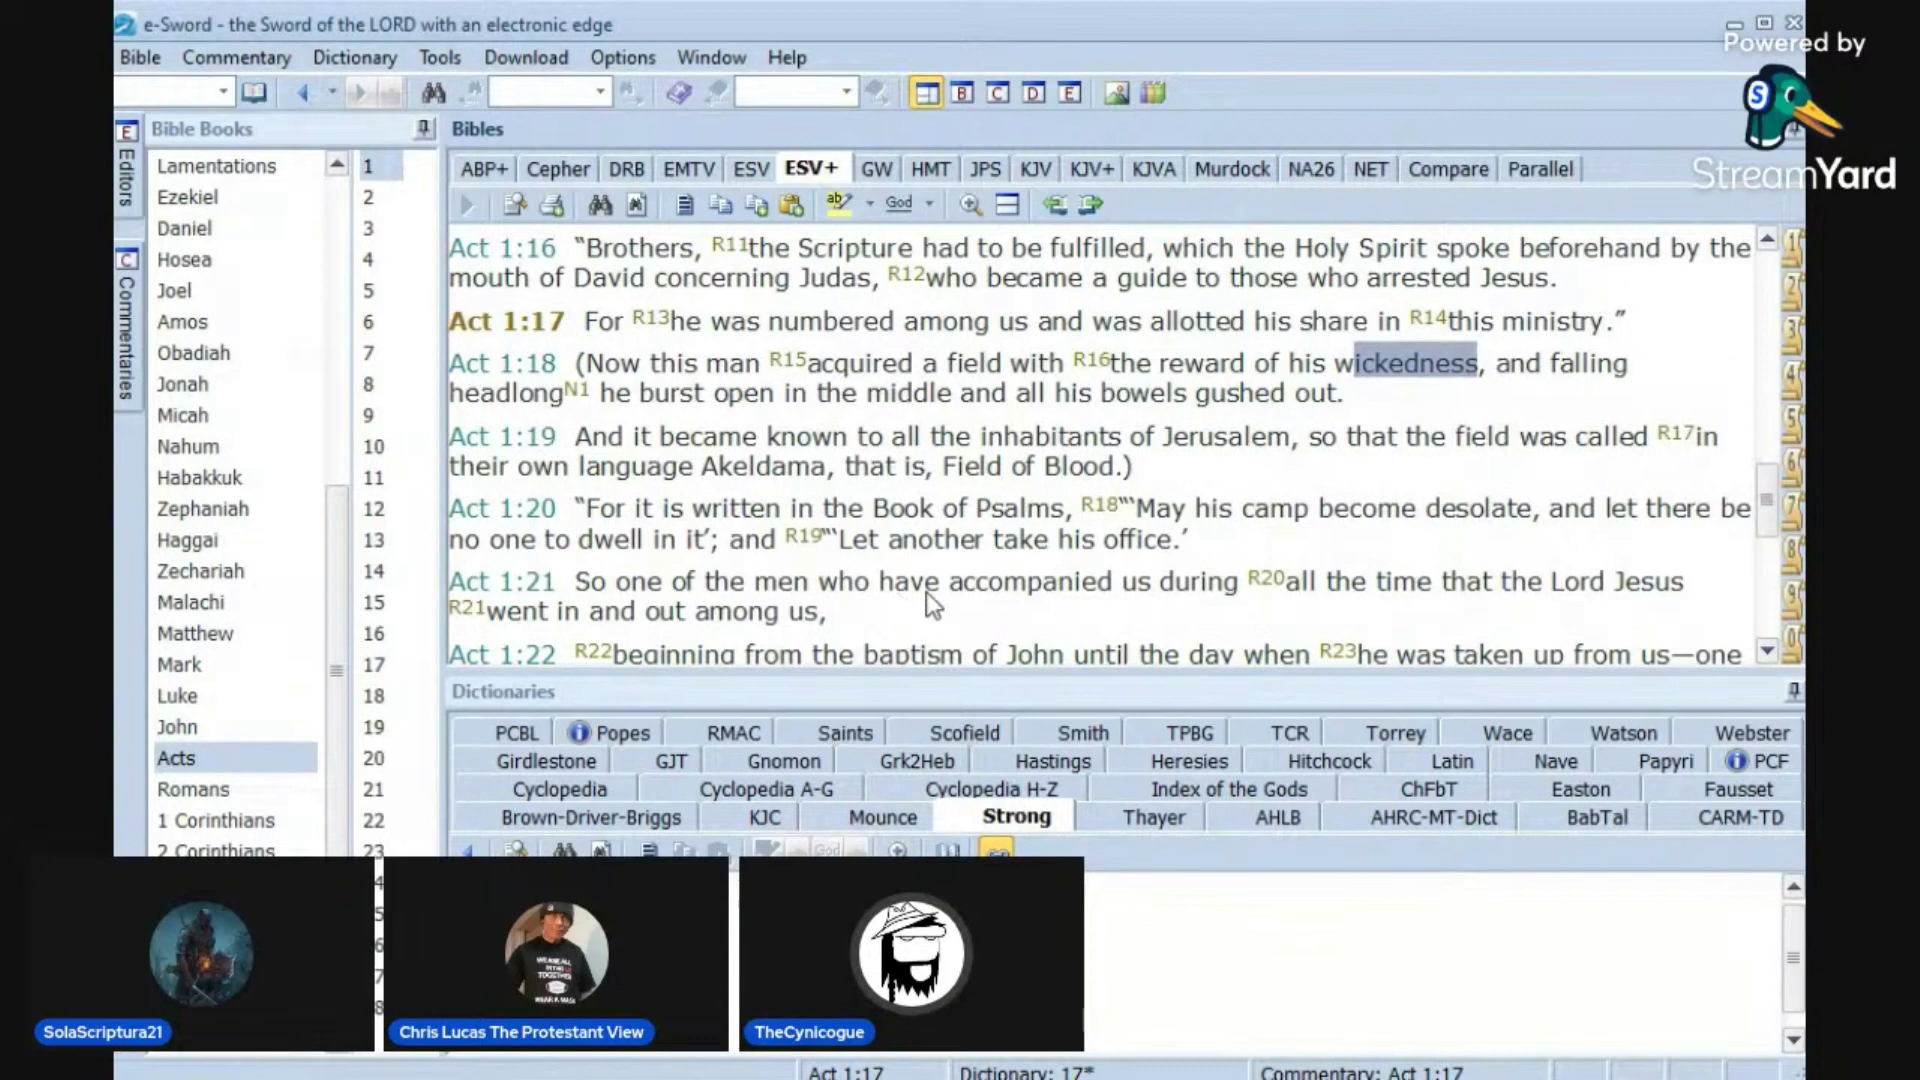 e-Sword - the Sword of the LORD with an electronic edge
Powered by
StreamYard
Bible Commentary Dictionary Tools Download Options Window Help
B C D E
Editors
Commentaries
Bible Books
Lamentations
Ezekiel
Daniel
Hosea
Joel
Amos
Obadiah
Jonah
Micah
Nahum
Habakkuk
Zephaniah
Haggai
Zechariah
Malachi
Matthew
Mark
Luke
John
Acts
Romans
1 Corinthians
2 Corinthians
1
2
3
4
5
6
7
8
9
10
11
12
13
14
15
16
17
18
19
20
21
22
23
Bibles
ABP+ Cepher DRB EMTV ESV ESV+ GW HMT JPS KJV KJV+ KJVA Murdock NA26 NET Compare Parallel
Act 1:16 “Brothers, R11the Scripture had to be fulfilled, which the Holy Spirit spoke beforehand by the
mouth of David concerning Judas, R12who became a guide to those who arrested Jesus.
Act 1:17 For R13he was numbered among us and was allotted his share in R14this ministry.”
Act 1:18 (Now this man R15acquired a field with R16the reward of his wickedness, and falling
headlongN1 he burst open in the middle and all his bowels gushed out.
Act 1:19 And it became known to all the inhabitants of Jerusalem, so that the field was called R17in
their own language Akeldama, that is, Field of Blood.)
Act 1:20 “For it is written in the Book of Psalms, R18“‘May his camp become desolate, and let there be
no one to dwell in it’; and R19“‘Let another take his office.’
Act 1:21 So one of the men who have accompanied us during R20all the time that the Lord Jesus
R21went in and out among us,
Act 1:22 R22beginning from the baptism of John until the day when R23he was taken up from us—one
Dictionaries
PCBL Popes RMAC Saints Scofield Smith TPBG TCR Torrey Wace Watson Webster
Girdlestone GJT Gnomon Grk2Heb Hastings Heresies Hitchcock Latin Nave Papyri PCF
Cyclopedia Cyclopedia A-G Cyclopedia H-Z Index of the Gods ChFbT Easton Fausset
Brown-Driver-Briggs KJC Mounce Strong Thayer AHLB AHRC-MT-Dict BabTal CARM-TD
SolaScriptura21
Chris Lucas The Protestant View
TheCynicogue
Act 1:17 Dictionary: 17* Commentary: Act 1:17